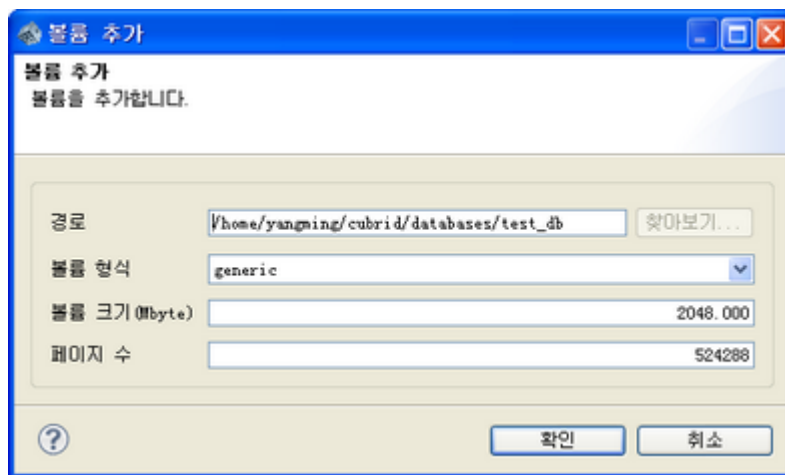 볼륨 추가
볼륨 추가
볼륨을 추가합니다.
경로 /home/yangming/cubrid/databases/test_db 찾아보기...
볼륨 형식 generic
볼륨 크기(Mbyte) 2048.000
페이지 수 524288
확인 취소